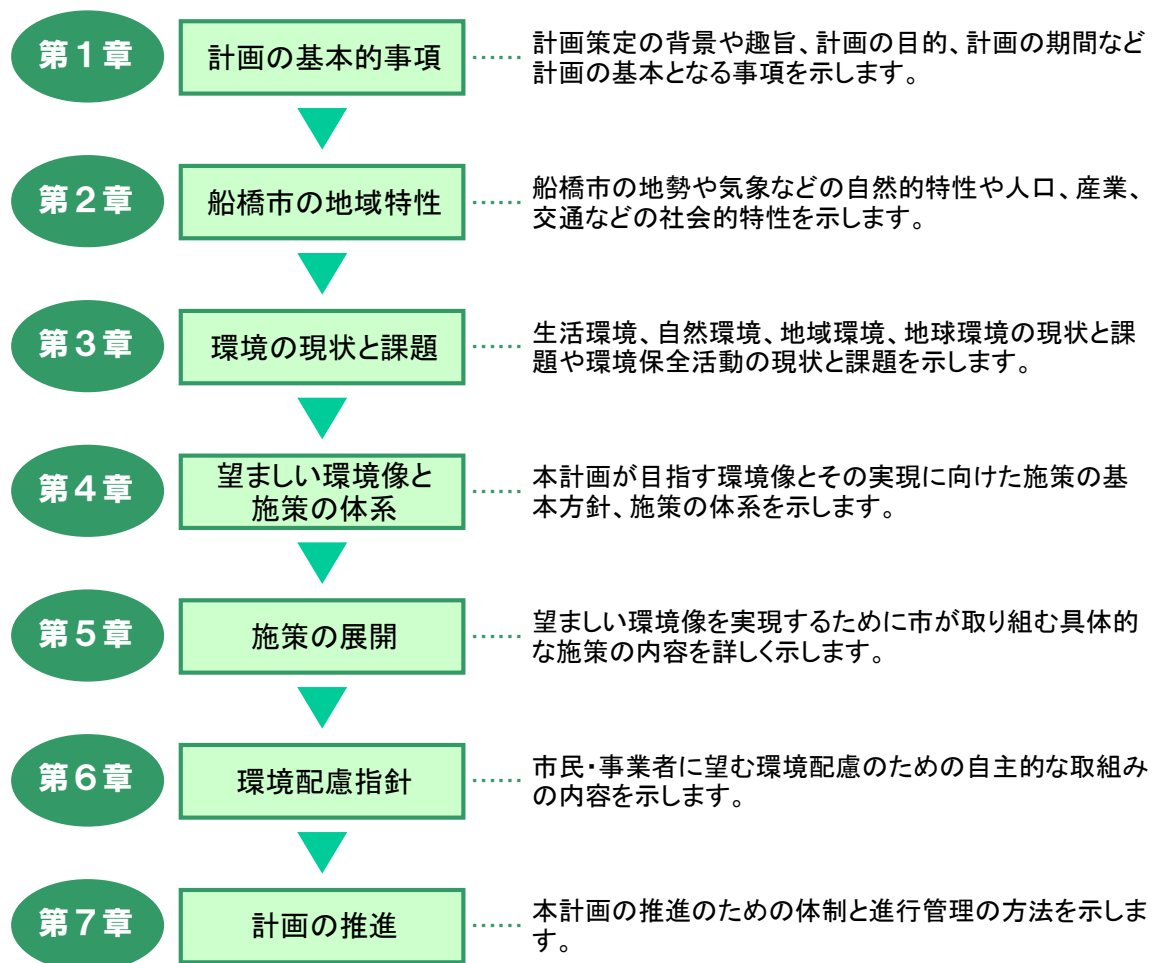 第1章
計画の基本的事項
……
計画策定の背景や趣旨、計画の目的、計画の期間など
計画の基本となる事項を示します。
第2章
船橋市の地域特性
……
船橋市の地勢や気象などの自然的特性や人口、産業、
交通などの社会的特性を示します。
第3章
環境の現状と課題
……
生活環境、自然環境、地域環境、地球環境の現状と課
題や環境保全活動の現状と課題を示します。
第4章
望ましい環境像と
施策の体系
……
本計画が目指す環境像とその実現に向けた施策の基
本方針、施策の体系を示します。
第5章
施策の展開
……
望ましい環境像を実現するために市が取り組む具体的
な施策の内容を詳しく示します。
第6章
環境配慮指針
……
市民・事業者に望む環境配慮のための自主的な取組み
の内容を示します。
第7章
計画の推進
……
本計画の推進のための体制と進行管理の方法を示しま
す。